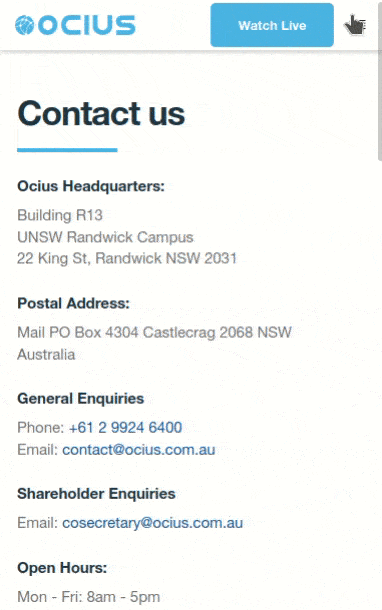 OCIUS
Watch Live
Contact us
Ocius Headquarters:
Building R13
UNSW Randwick Campus
22 King St, Randwick NSW 2031
Postal Address:
Mail PO Box 4304 Castlecrag 2068 NSW
Australia
General Enquiries
Phone: +61 2 9924 6400
Email: contact@ocius.com.au
Shareholder Enquiries
Email: cosecretary@ocius.com.au
Open Hours:
Mon - Fri: 8am - 5pm